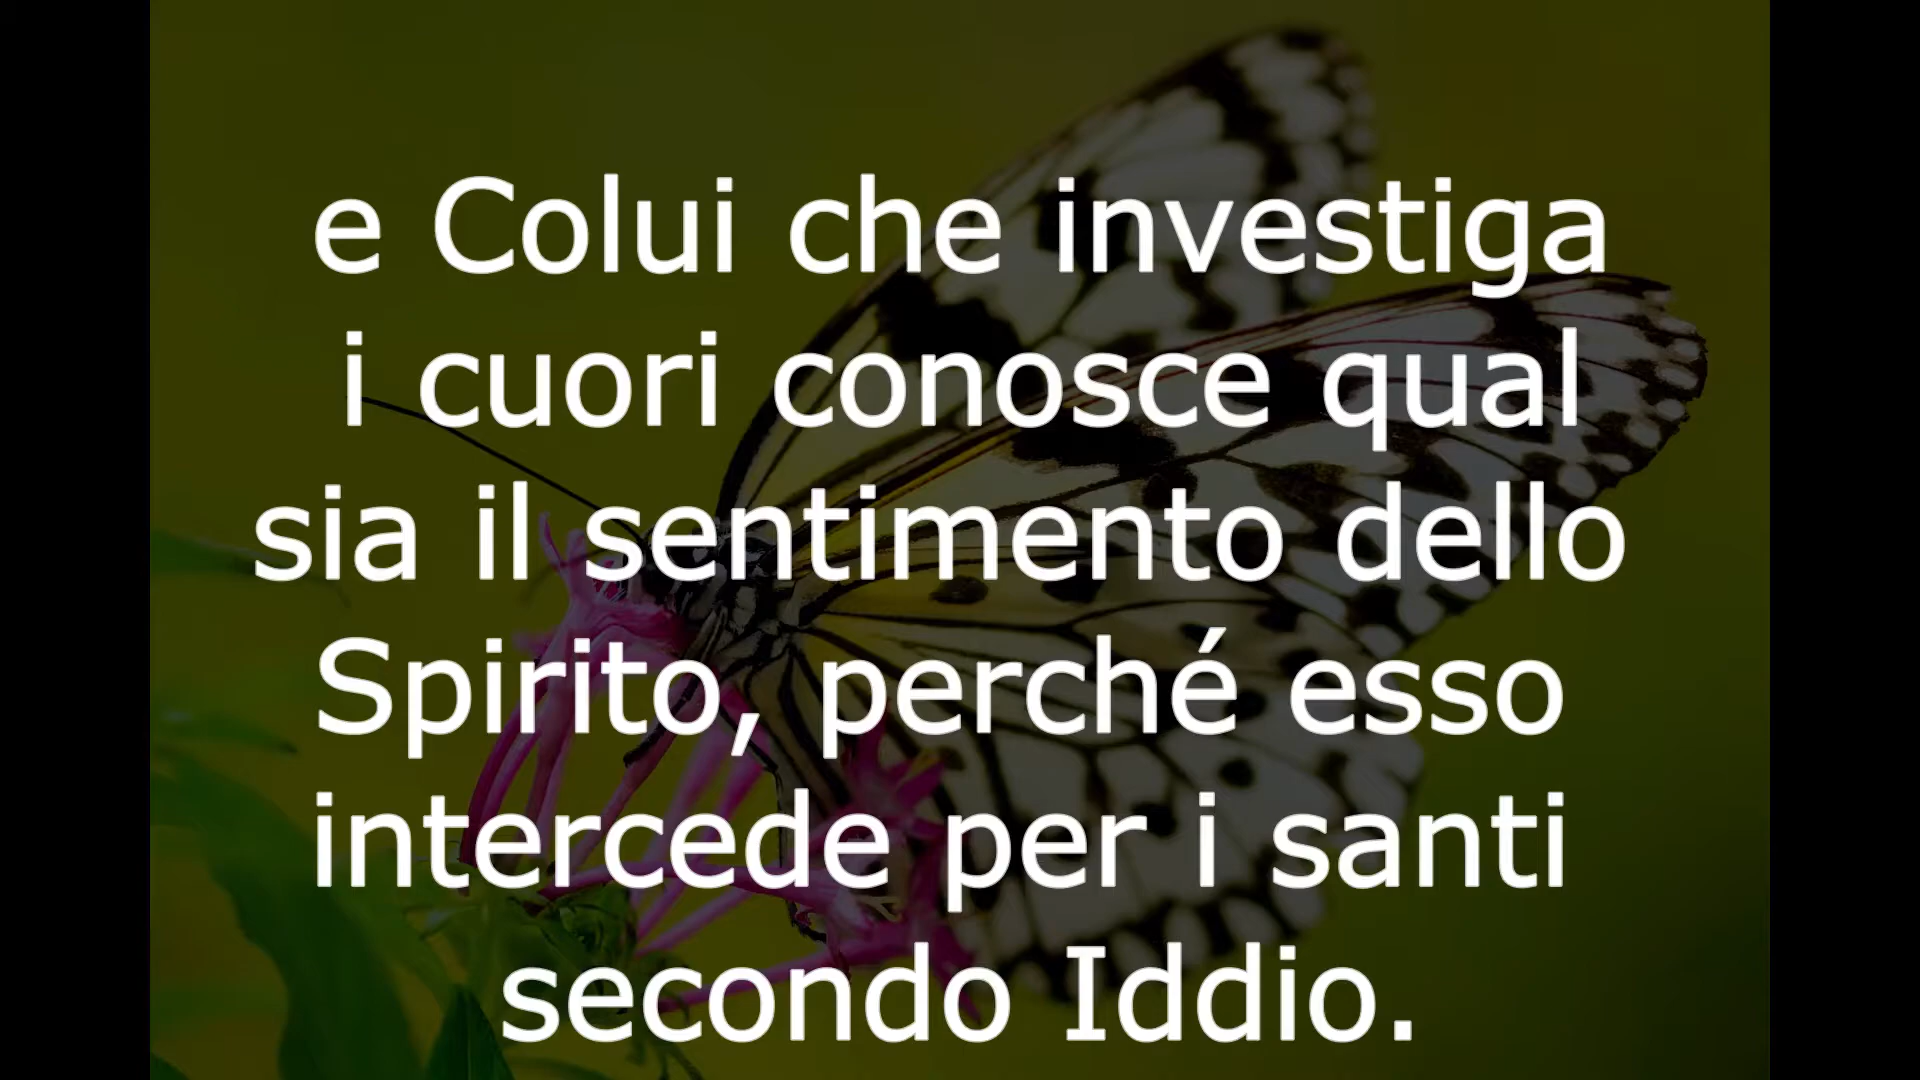 e Colui che investiga
i cuori conosce qual
sia il sentimento dello
Spirito, perché esso
intercede per i santi
secondo Iddio.